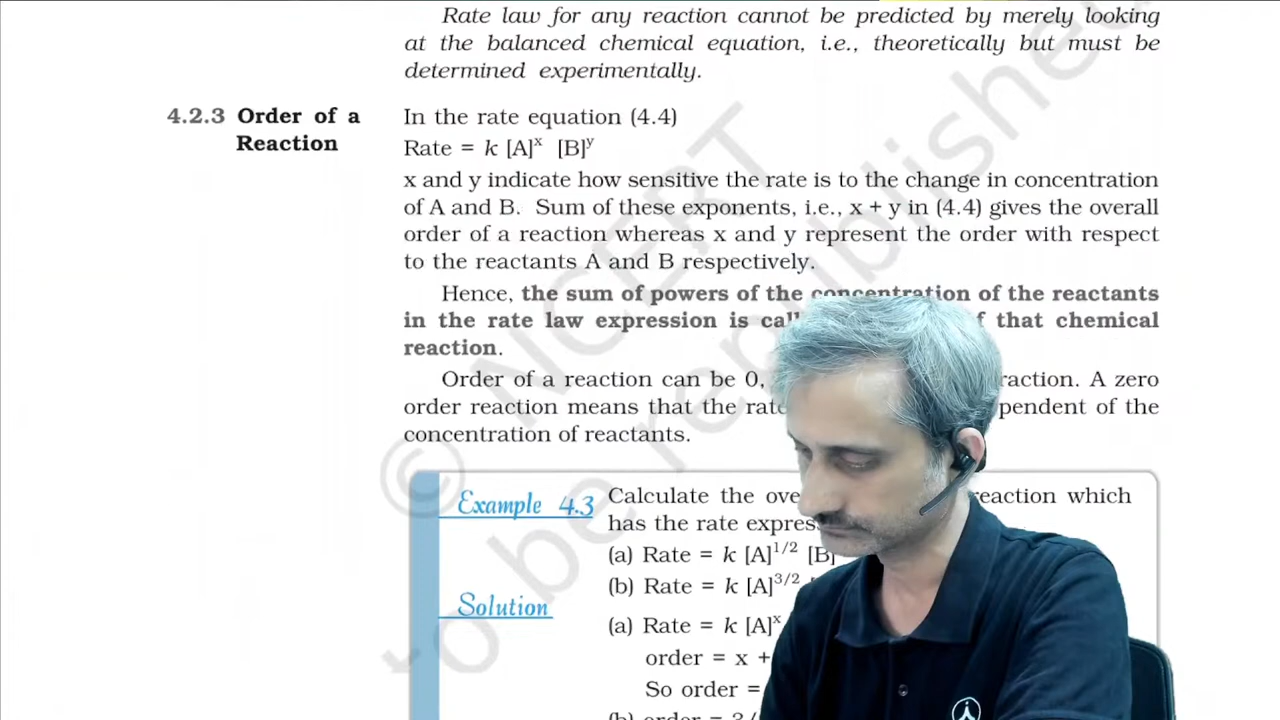 Rate law for any reaction cannot be predicted by merely looking
at the balanced chemical equation, i.e., theoretically but must be
determined experimentally.
4.2.3 Order of a
Reaction
In the rate equation (4.4)
Rate = k [A]ˣ [B]ʸ
x and y indicate how sensitive the rate is to the change in concentration
of A and B. Sum of these exponents, i.e., x + y in (4.4) gives the overall
order of a reaction whereas x and y represent the order with respect
to the reactants A and B respectively.
Hence, the sum of powers of the concentration of the reactants
in the rate law expression is that chemical
reaction.
Order of a reaction can be 0, A zero
order reaction means that the rate of the
concentration of reactants.
Example 4.3
Calculate the reaction which
has the rate
(a) Rate = k [A]¹/² [B]
(b) Rate = k [A]³/²
Solution
(a) Rate = k [A]ˣ
order = x +
So order =
(b) order = 3/
© NCERT
to be republished